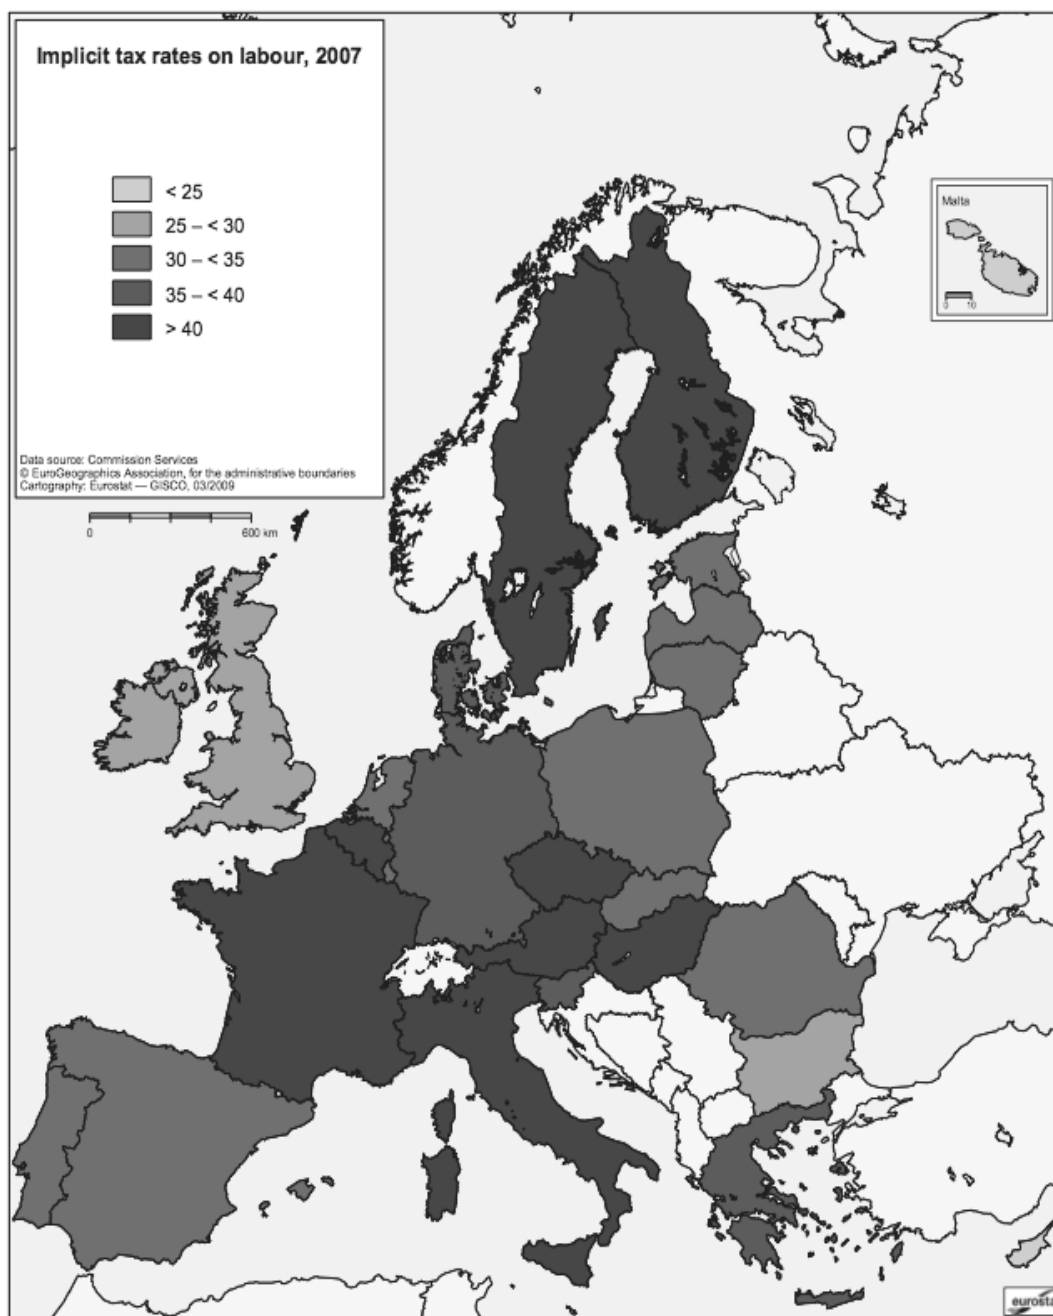 Implicit tax rates on labour, 2007
< 25
25 – < 30
30 – < 35
35 – < 40
> 40
Data source: Commission Services
© EuroGeographics Association, for the administrative boundaries
Cartography: Eurostat — GISCO, 03/2009
0 600 km
Malta
0 10